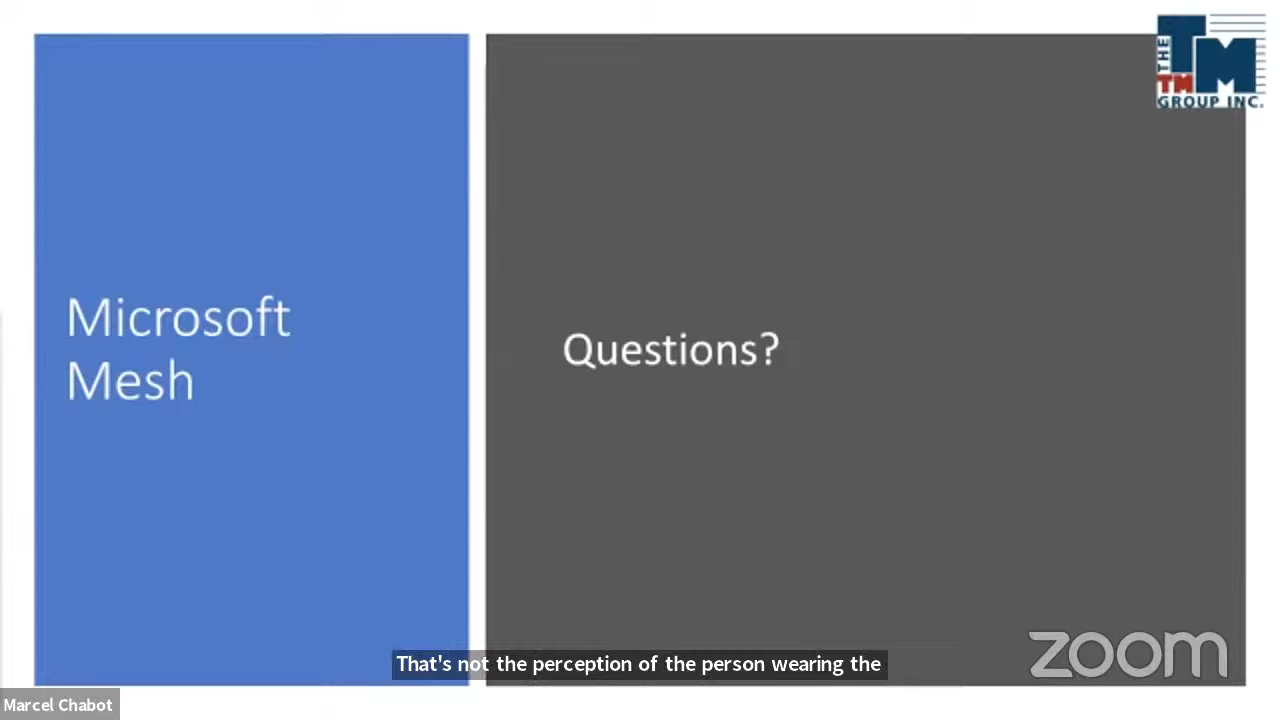 THE
TM
TM
GROUP INC.
Microsoft
Mesh
Questions?
That's not the perception of the person wearing the
zoom
Marcel Chabot